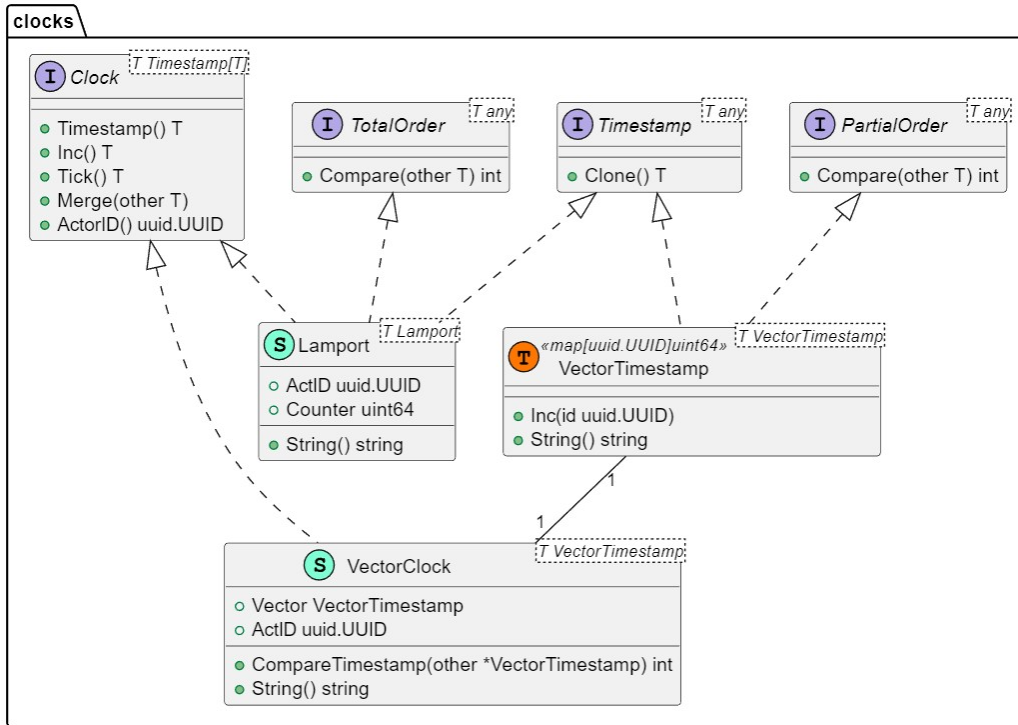 clocks
T Timestamp[T]
I Clock
Timestamp() T
Inc() T
Tick() T
Merge(other T)
ActorID() uuid.UUID
T any
I TotalOrder
Compare(other T) int
T any
I Timestamp
Clone() T
T any
I PartialOrder
Compare(other T) int
T Lamport
S Lamport
ActID uuid.UUID
Counter uint64
String() string
T VectorTimestamp
«map[uuid.UUID]uint64»
T VectorTimestamp
Inc(id uuid.UUID)
String() string
1
1
T VectorTimestamp
S VectorClock
Vector VectorTimestamp
ActID uuid.UUID
CompareTimestamp(other *VectorTimestamp) int
String() string